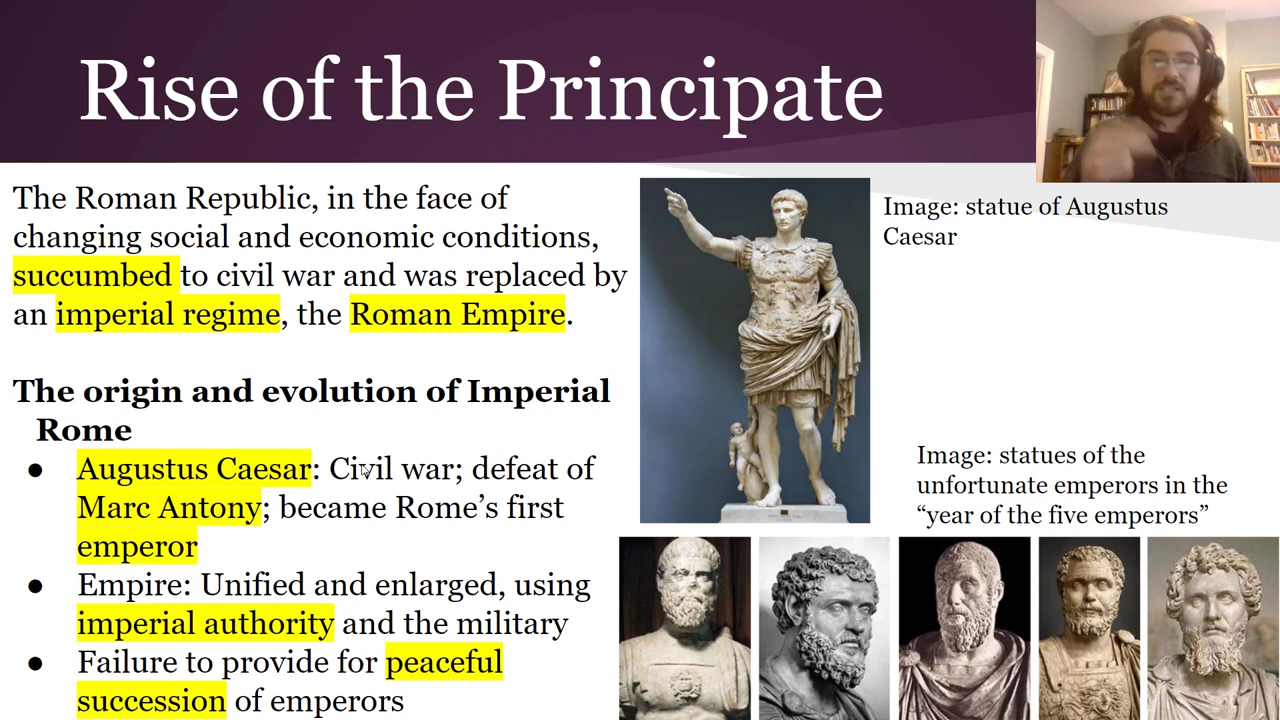 Rise of the Principate
The Roman Republic, in the face of
changing social and economic conditions,
succumbed to civil war and was replaced by
an imperial regime, the Roman Empire.
The origin and evolution of Imperial
Rome
● Augustus Caesar: Civil war; defeat of
Marc Antony; became Rome’s first
emperor
● Empire: Unified and enlarged, using
imperial authority and the military
● Failure to provide for peaceful
succession of emperors
Image: statue of Augustus
Caesar
Image: statues of the
unfortunate emperors in the
“year of the five emperors”